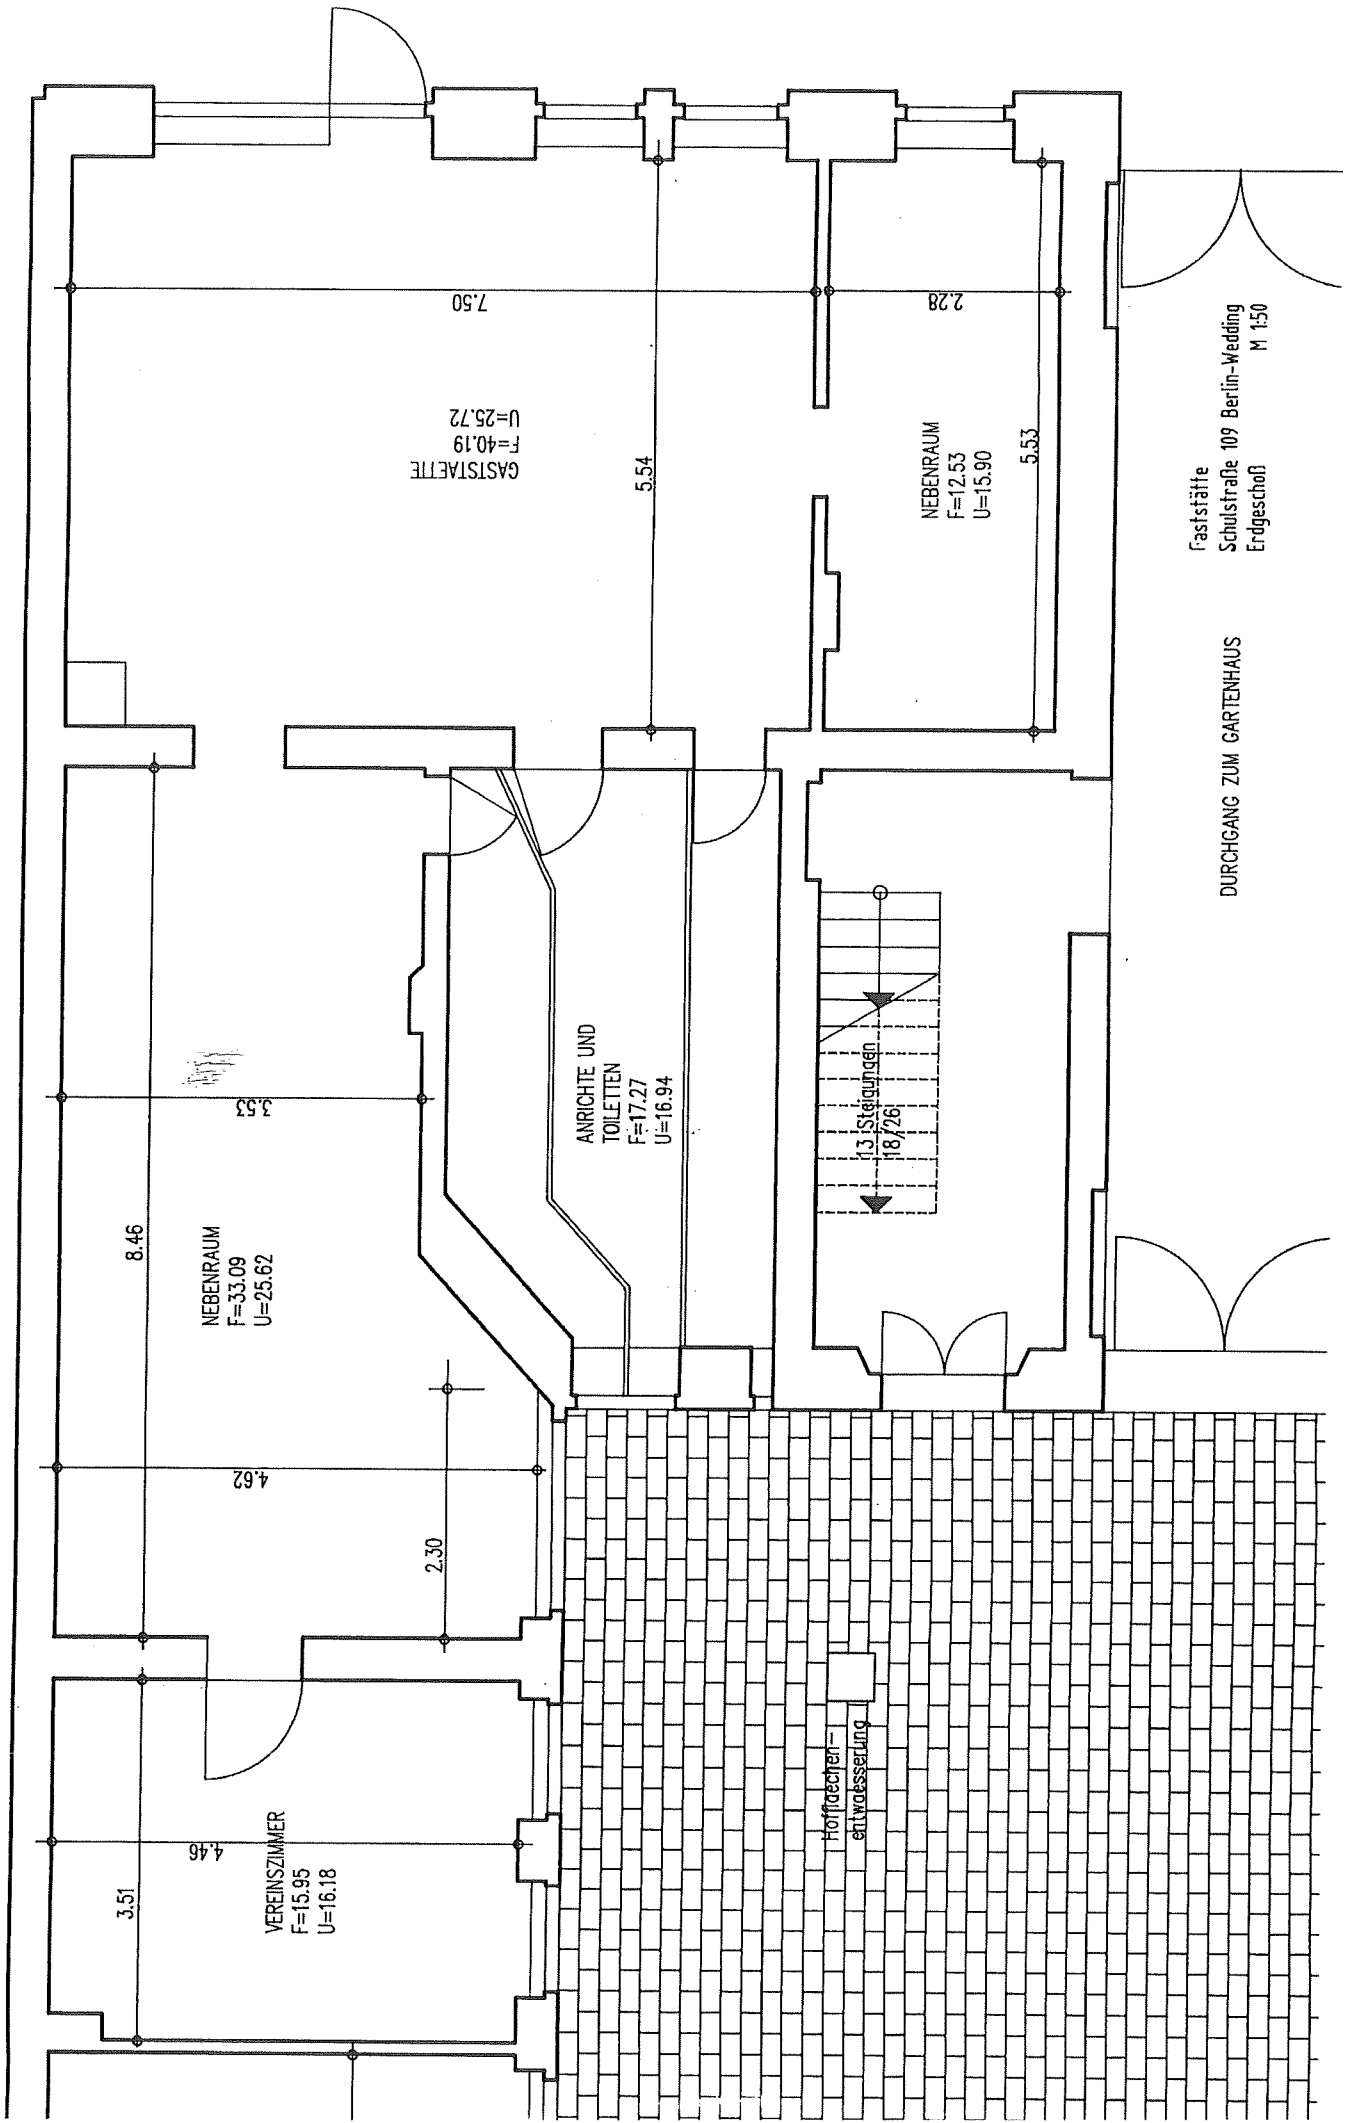 7.50
GASTSTAETTE
F=40.19
U=25.72
5.54
2.28
NEBENRAUM
F=12.53
U=15.90
5.53
Gaststätte
Schulstraße 109 Berlin-Wedding
Erdgeschoß M 1:50
DURCHGANG ZUM GARTENHAUS
3.53
8.46
NEBENRAUM
F=33.09
U=25.62
ANRICHTE UND
TOILETTEN
F=17.27
U=16.94
13 Steigungen
18/26
4.62
2.30
VEREINSZIMMER
F=15.95
U=16.18
4.46
3.51
Hofflaechen-
entwaesserung